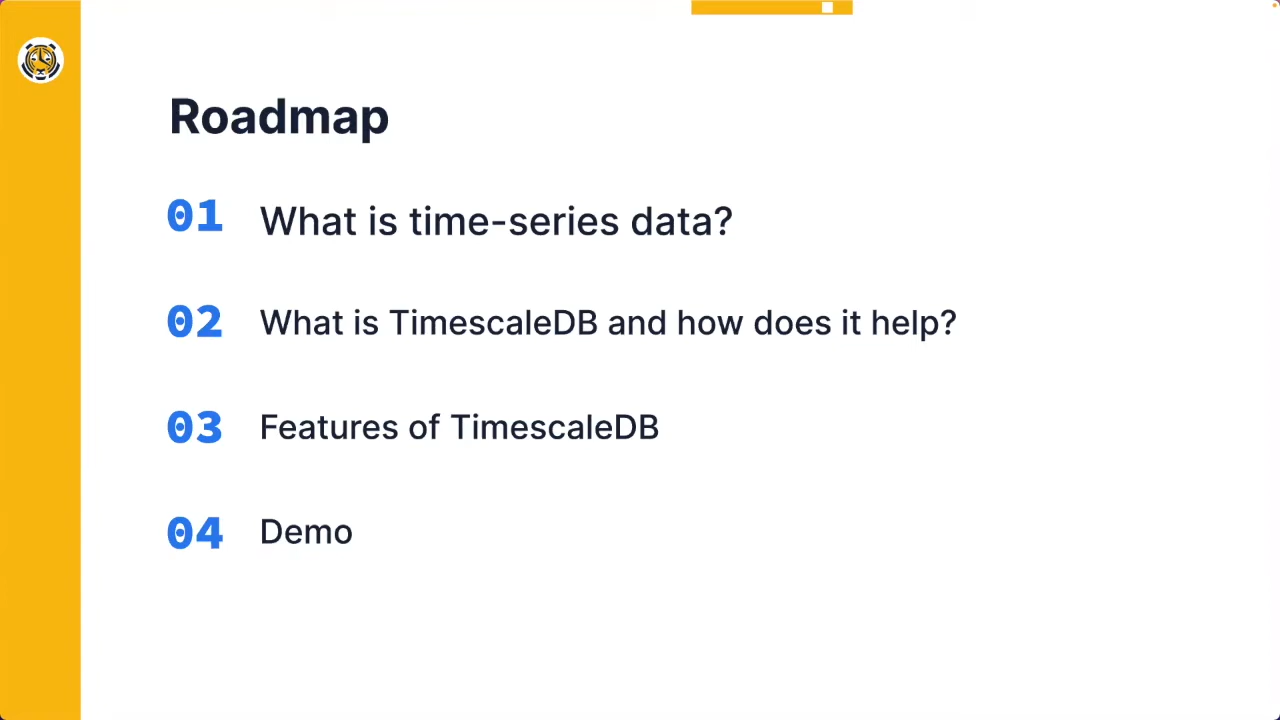 Roadmap
01 What is time-series data?
02 What is TimescaleDB and how does it help?
03 Features of TimescaleDB
04 Demo